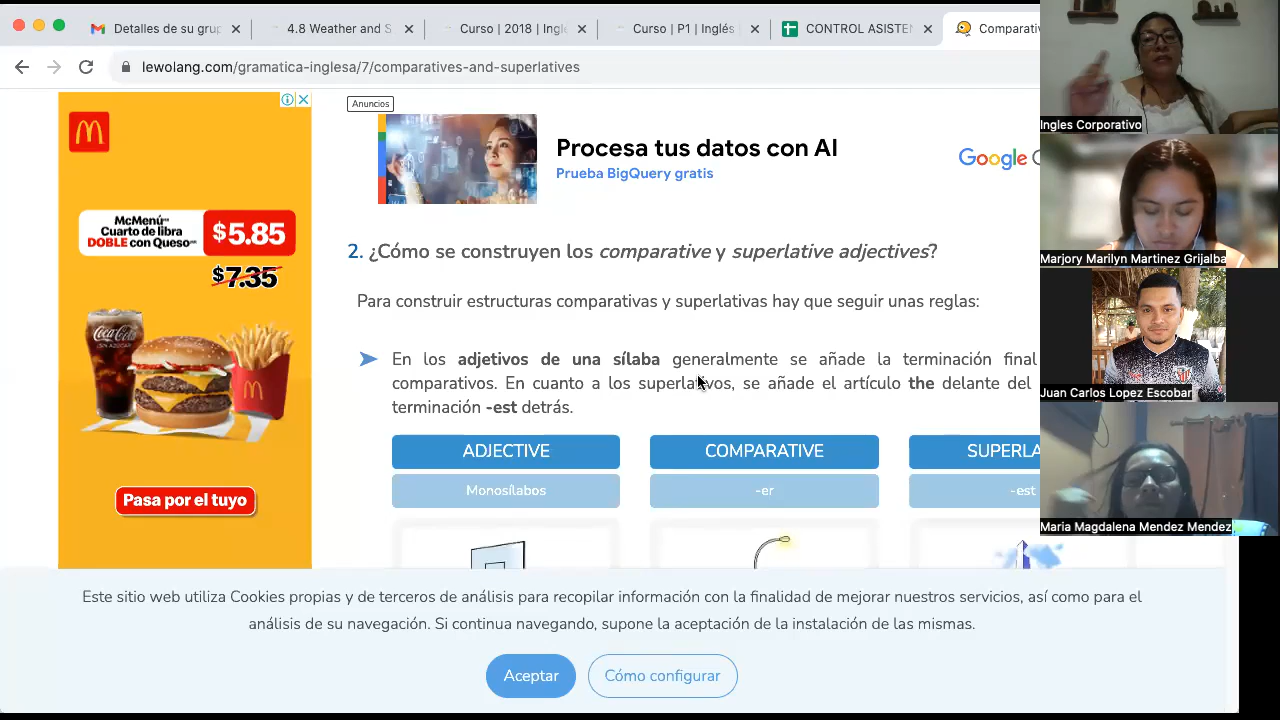 Detalles de su grup
4.8 Weather and S
Curso | 2018 | Ingle
Curso | P1 | Inglés
CONTROL ASISTEN
Comparativ
lewolang.com/gramatica-inglesa/7/comparatives-and-superlatives
Anuncios
McMenú
Cuarto de libra
DOBLE con Queso
$5.85
$7.35
Coca-Cola
Pasa por el tuyo
Procesa tus datos con AI
Prueba BigQuery gratis
Google C
2. ¿Cómo se construyen los comparative y superlative adjectives?
Para construir estructuras comparativas y superlativas hay que seguir unas reglas:
En los adjetivos de una sílaba generalmente se añade la terminación final
comparativos. En cuanto a los superlativos, se añade el artículo the delante del
terminación -est detrás.
ADJECTIVE
COMPARATIVE
SUPERLA
Monosílabos
-er
-est
Este sitio web utiliza Cookies propias y de terceros de análisis para recopilar información con la finalidad de mejorar nuestros servicios, así como para el
análisis de su navegación. Si continua navegando, supone la aceptación de la instalación de las mismas.
Aceptar
Cómo configurar
Ingles Corporativo
Marjory Marilyn Martinez Grijalba
Juan Carlos Lopez Escobar
Maria Magdalena Mendez Mendez